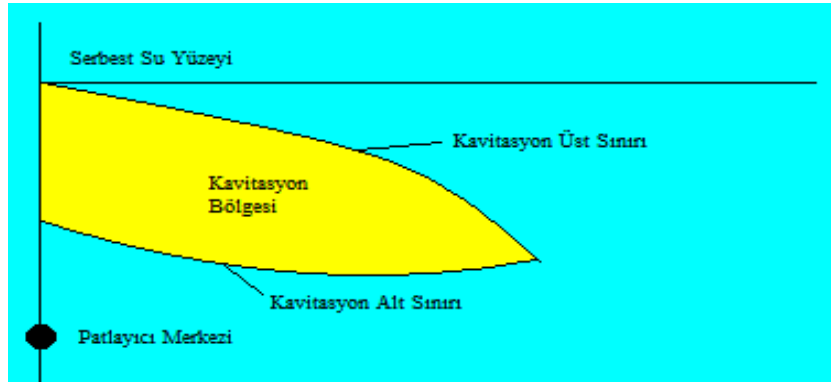 Serbest Su Yüzeyi
Kavitasyon Üst Sınırı
Kavitasyon
Bölgesi
Kavitasyon Alt Sınırı
Patlayıcı Merkezi